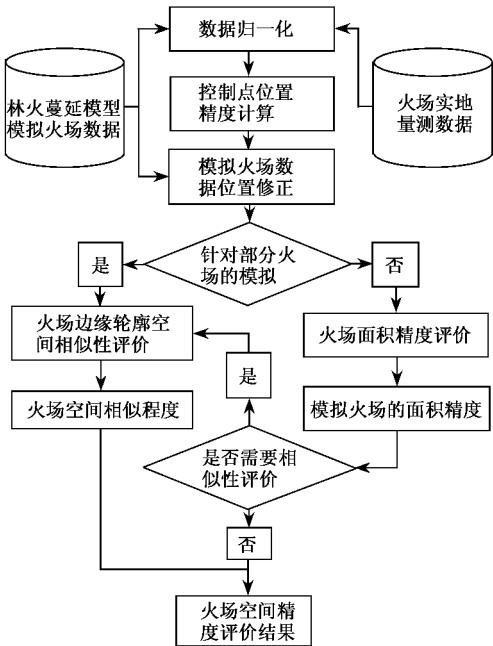 数据归一化
林火蔓延模型
模拟火场数据
控制点位置
精度计算
火场实地
量测数据
模拟火场数
据位置修正
针对部分火
场的模拟
是
否
火场边缘轮廓空
间相似性评价
火场面积精度评价
是
火场空间相似程度
模拟火场的面积精度
是否需要相
似性评价
否
火场空间精
度评价结果